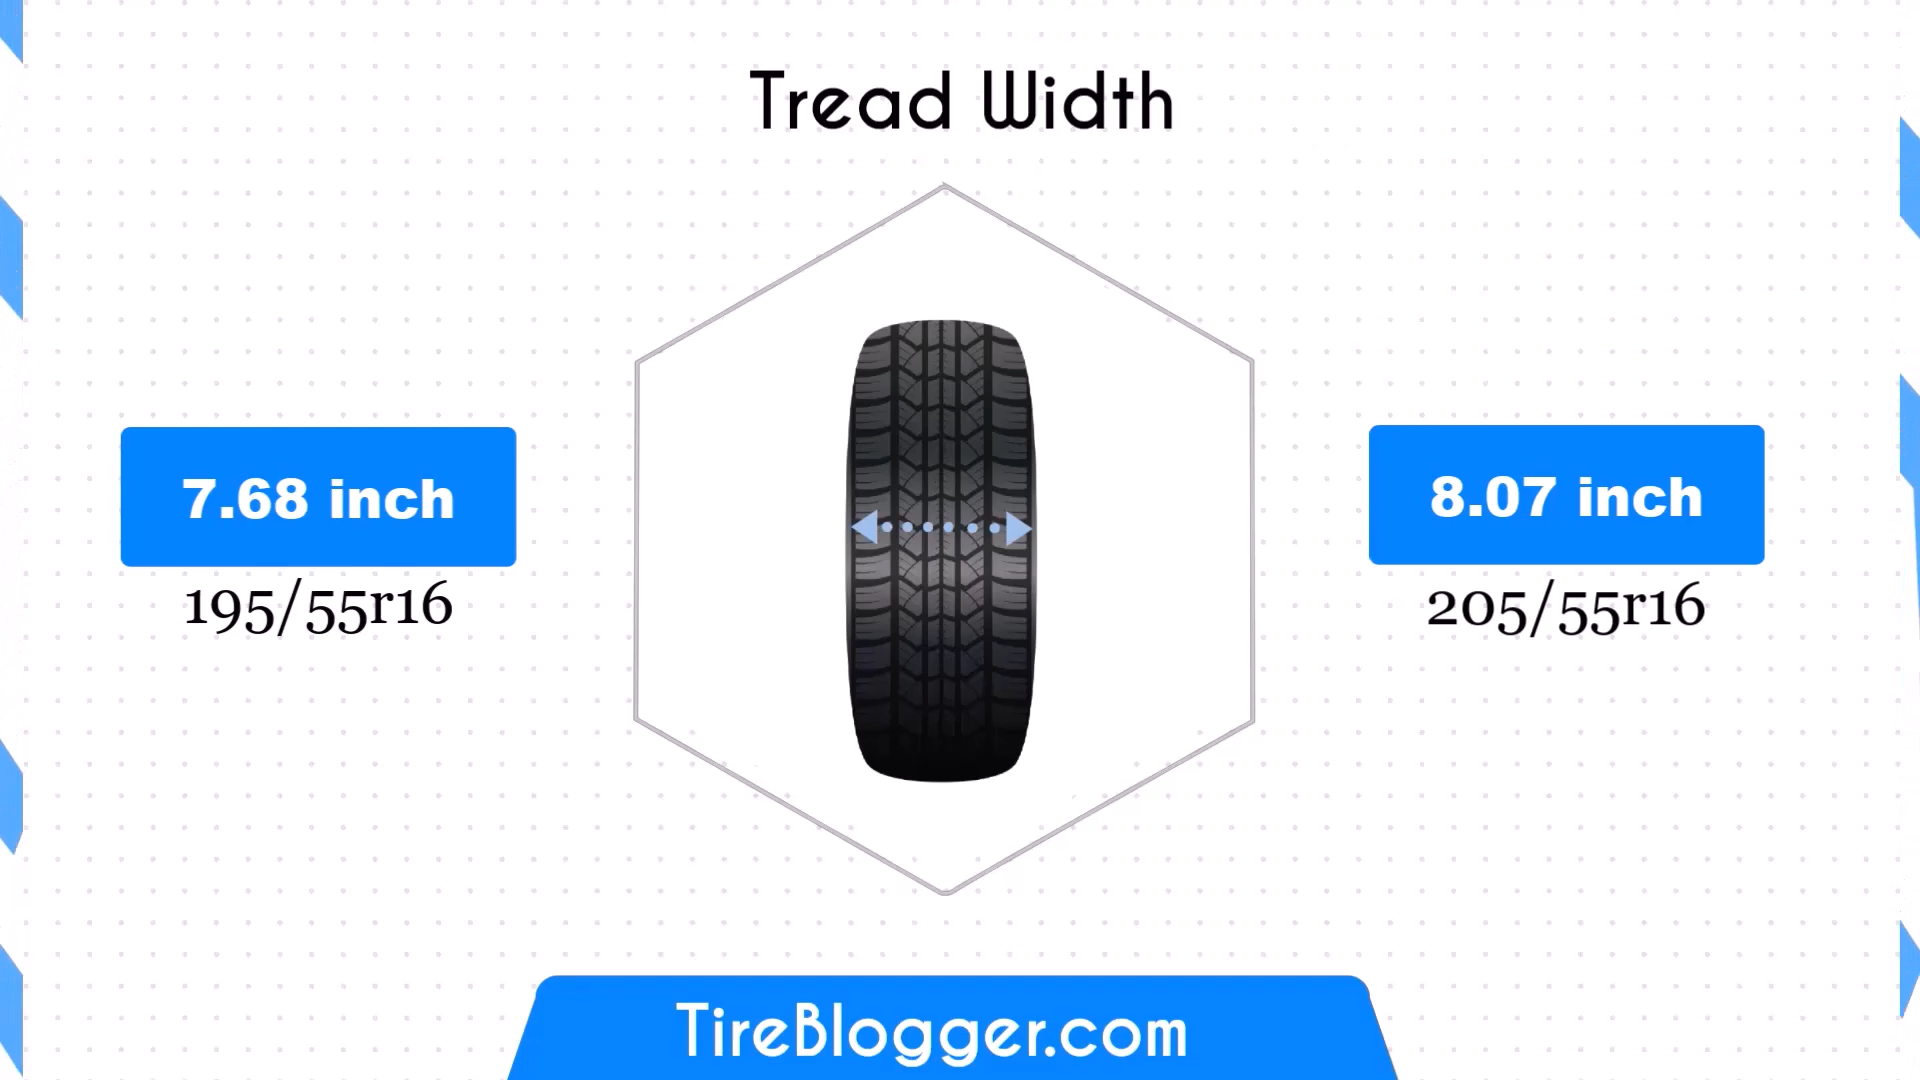 Tread Width
7.68 inch
195/55r16
8.07 inch
205/55r16
TireBlogger.com